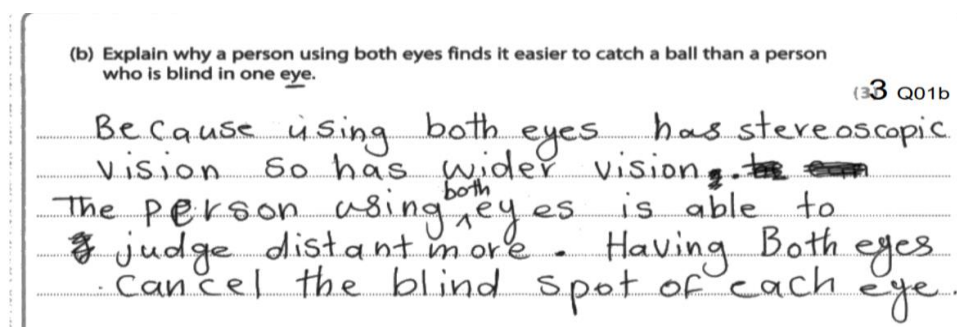 (b) Explain why a person using both eyes finds it easier to catch a ball than a person
who is blind in one eye.
(3 3 Q01b
Because using both eyes has stereoscopic
vision so has wider vision.
The person using both eyes is able to
judge distant more. Having Both eyes
cancel the blind spot of each eye.